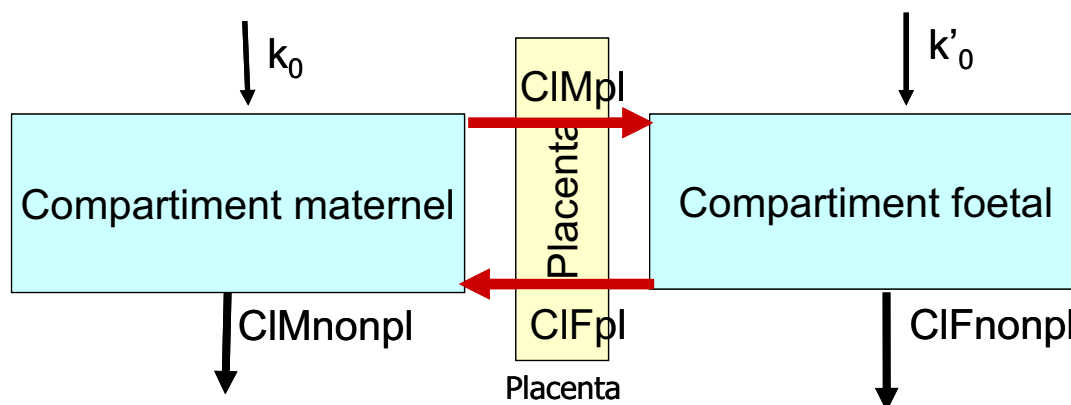 k0
k’0
ClMpl
Compartiment maternel
Placenta
Compartiment foetal
ClFpl
ClMnonpl
ClFnonpl
Placenta